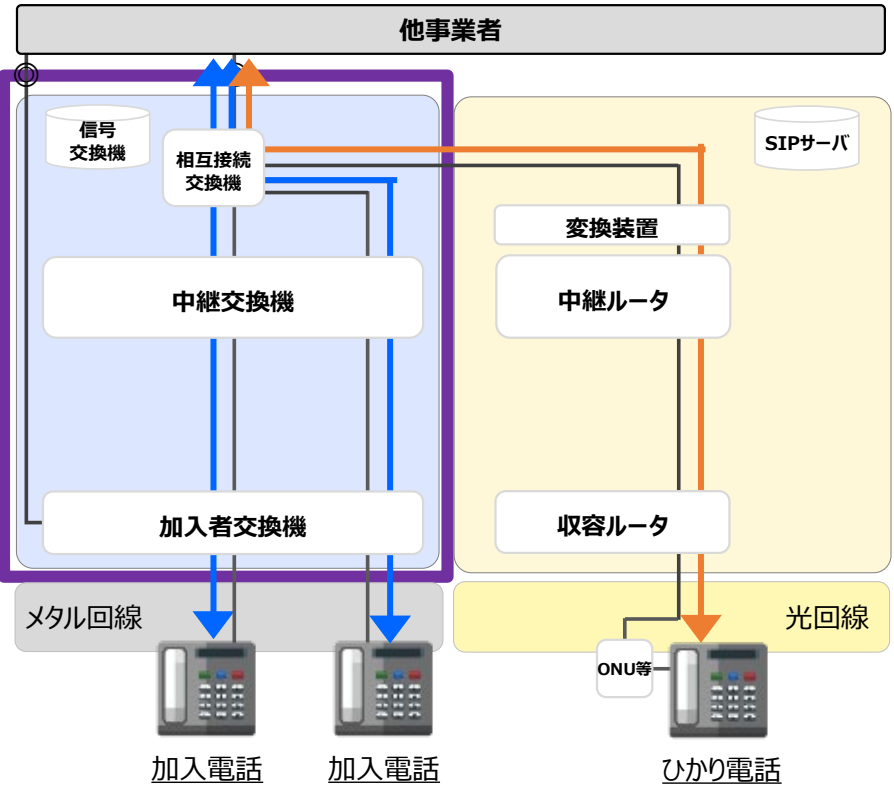 他事業者
信号
交換機
相互接続
交換機
SIPサーバ
変換装置
中継交換機
中継ルータ
加入者交換機
収容ルータ
メタル回線
光回線
ONU等
加入電話
加入電話
ひかり電話